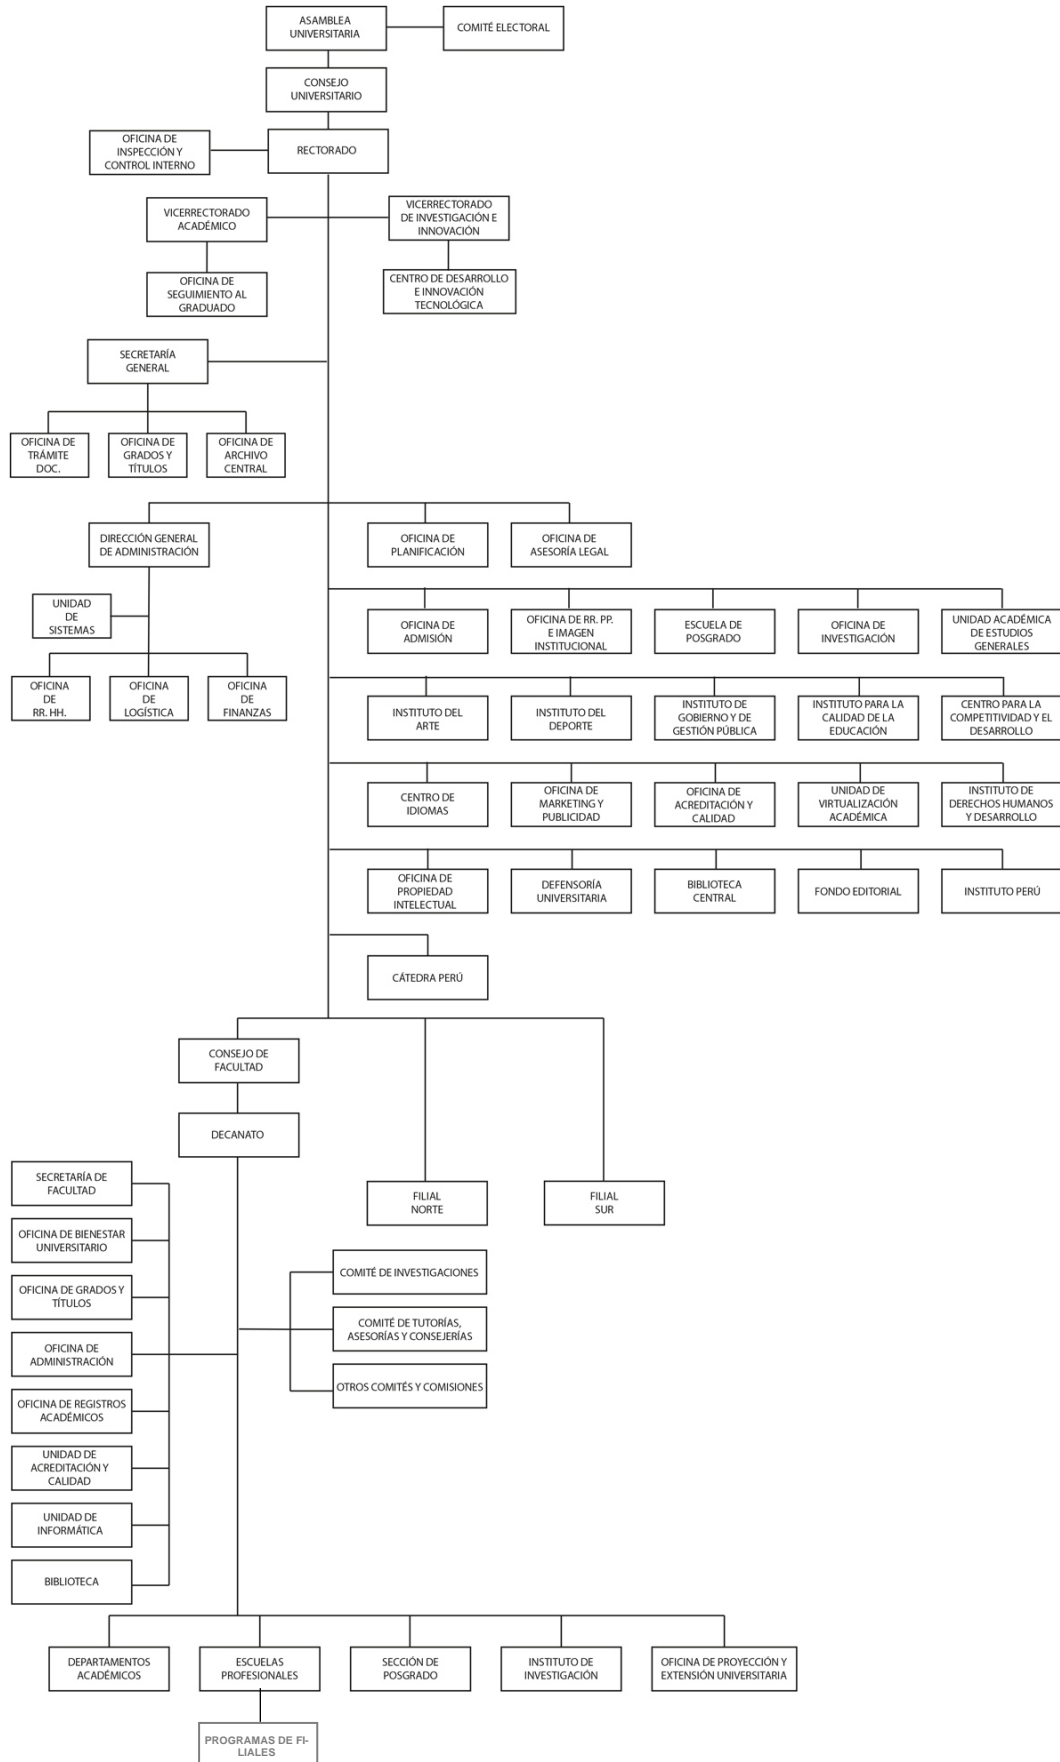 ASAMBLEA
UNIVERSITARIA
COMITÉ ELECTORAL
CONSEJO
UNIVERSITARIO
OFICINA DE
INSPECCIÓN Y
CONTROL INTERNO
RECTORADO
VICERRECTORADO
ACADÉMICO
VICERRECTORADO
DE INVESTIGACIÓN E
INNOVACIÓN
OFICINA DE
SEGUIMIENTO AL
GRADUADO
CENTRO DE DESARROLLO
E INNOVACIÓN
TECNOLÓGICA
SECRETARÍA
GENERAL
OFICINA DE
TRÁMITE
DOC.
OFICINA DE
GRADOS Y
TÍTULOS
OFICINA DE
ARCHIVO
CENTRAL
DIRECCIÓN GENERAL
DE ADMINISTRACIÓN
OFICINA DE
PLANIFICACIÓN
OFICINA DE
ASESORÍA LEGAL
UNIDAD
DE
SISTEMAS
OFICINA
DE
RR. HH.
OFICINA
DE
LOGÍSTICA
OFICINA
DE
FINANZAS
OFICINA DE
ADMISIÓN
OFICINA DE RR. PP.
E IMAGEN
INSTITUCIONAL
ESCUELA DE
POSGRADO
OFICINA DE
INVESTIGACIÓN
UNIDAD ACADÉMICA
DE ESTUDIOS
GENERALES
INSTITUTO DEL
ARTE
INSTITUTO DEL
DEPORTE
INSTITUTO DE
GOBIERNO Y DE
GESTIÓN PÚBLICA
INSTITUTO PARA LA
CALIDAD DE LA
EDUCACIÓN
CENTRO PARA LA
COMPETITIVIDAD Y EL
DESARROLLO
CENTRO DE
IDIOMAS
OFICINA DE
MARKETING Y
PUBLICIDAD
OFICINA DE
ACREDITACIÓN Y
CALIDAD
UNIDAD DE
VIRTUALIZACIÓN
ACADÉMICA
INSTITUTO DE
DERECHOS HUMANOS
Y DESARROLLO
OFICINA DE
PROPIEDAD
INTELECTUAL
DEFENSORÍA
UNIVERSITARIA
BIBLIOTECA
CENTRAL
FONDO EDITORIAL
INSTITUTO PERÚ
CÁTEDRA PERÚ
CONSEJO DE
FACULTAD
DECANATO
FILIAL
NORTE
FILIAL
SUR
SECRETARÍA DE
FACULTAD
OFICINA DE BIENESTAR
UNIVERSITARIO
OFICINA DE GRADOS Y
TÍTULOS
OFICINA DE
ADMINISTRACIÓN
OFICINA DE REGISTROS
ACADÉMICOS
UNIDAD DE
ACREDITACIÓN Y
CALIDAD
UNIDAD DE
INFORMÁTICA
BIBLIOTECA
COMITÉ DE INVESTIGACIONES
COMITÉ DE TUTORÍAS,
ASESORÍAS Y CONSEJERÍAS
OTROS COMITÉS Y COMISIONES
DEPARTAMENTOS
ACADÉMICOS
ESCUELAS
PROFESIONALES
SECCIÓN DE
POSGRADO
INSTITUTO DE
INVESTIGACIÓN
OFICINA DE PROYECCIÓN Y
EXTENSIÓN UNIVERSITARIA
PROGRAMAS DE FI-
LIALES